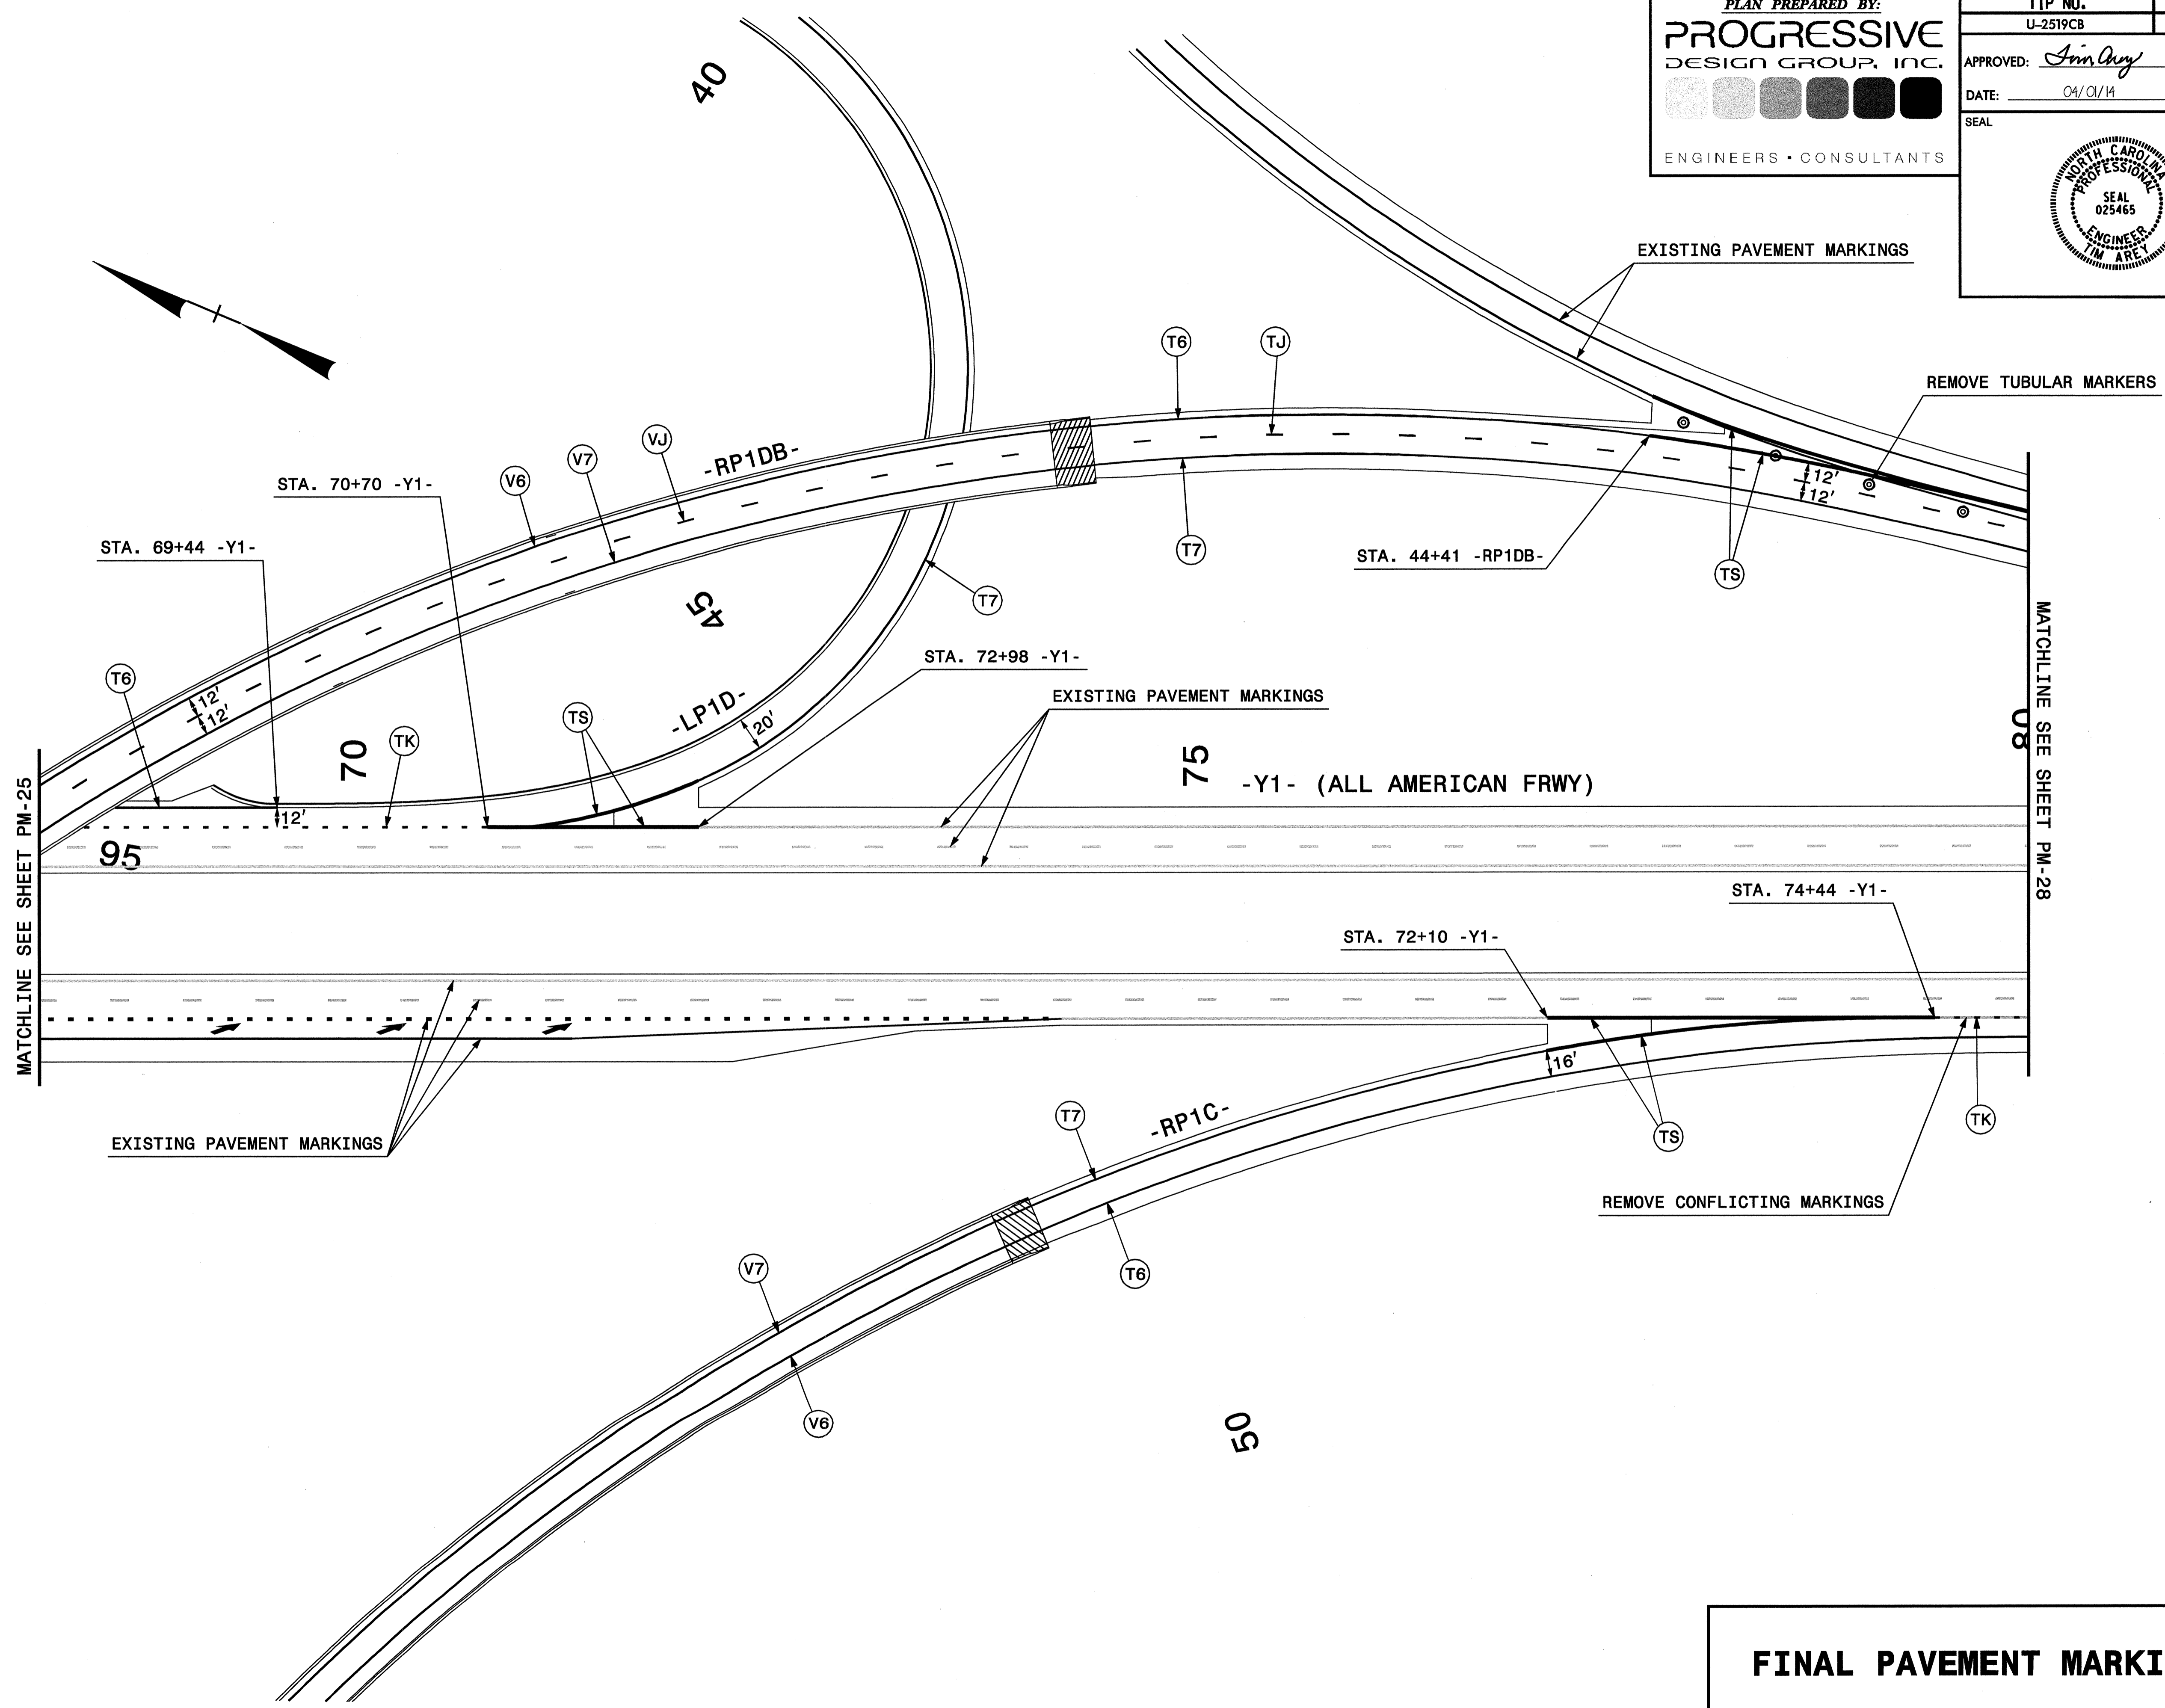 PLAN PREPARED BY:
PROGRESSIVE
DESIGN GROUP, INC.
ENGINEERS ▪ CONSULTANTS
TIP NO.
U-2519CB
APPROVED: Tim Arey
DATE: 04/01/14
SEAL
NORTH CAROLINA
PROFESSIONAL
SEAL
025465
ENGINEER
TIM AREY
40
EXISTING PAVEMENT MARKINGS
T6
TJ
REMOVE TUBULAR MARKERS
VJ
-RP1DB-
V7
V6
STA. 70+70 -Y1-
12'
12'
STA. 69+44 -Y1-
T7
STA. 44+41 -RP1DB-
TS
T7
45
STA. 72+98 -Y1-
T6
12'
12'
EXISTING PAVEMENT MARKINGS
-LP1D-
20'
TS
TK
70
75
-Y1- (ALL AMERICAN FRWY)
80
12'
95
MATCHLINE SEE SHEET PM-25
MATCHLINE SEE SHEET PM-28
STA. 74+44 -Y1-
STA. 72+10 -Y1-
16'
EXISTING PAVEMENT MARKINGS
T7
-RP1C-
TS
TK
REMOVE CONFLICTING MARKINGS
V7
T6
V6
50
FINAL PAVEMENT MARKI